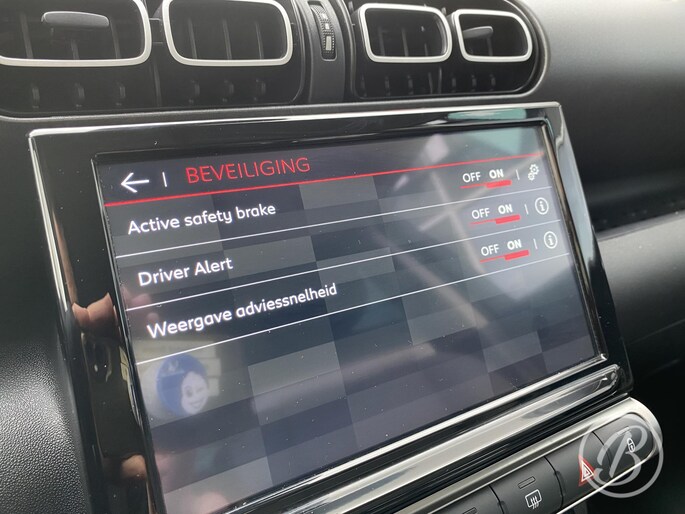 BEVEILIGING
Active safety brake OFF ON
Driver Alert OFF ON
Weergave adviessnelheid OFF ON
B